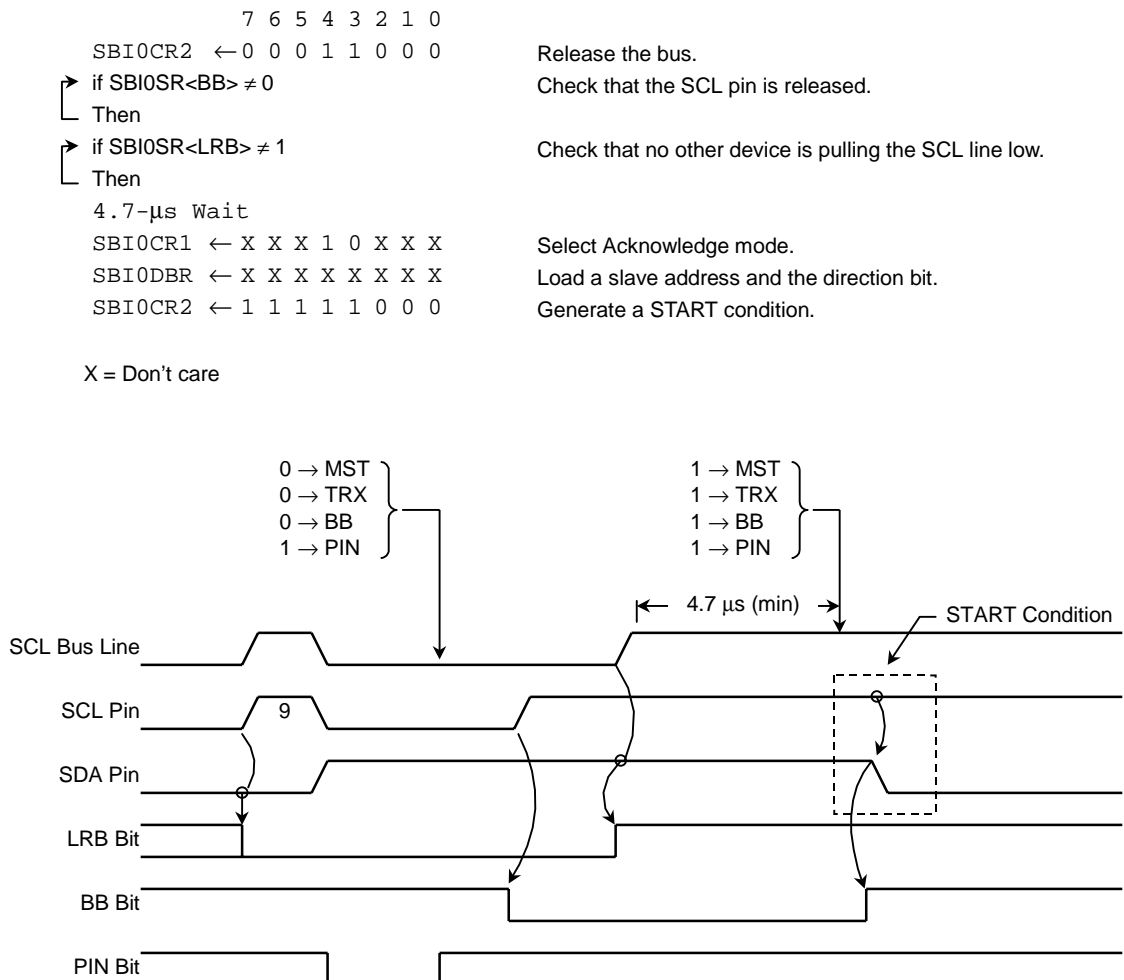 7 6 5 4 3 2 1 0
SBI0CR2 ← 0 0 0 1 1 0 0 0 Release the bus.
if SBI0SR<BB> ≠ 0 Check that the SCL pin is released.
Then
if SBI0SR<LRB> ≠ 1 Check that no other device is pulling the SCL line low.
Then
4.7-μs Wait
SBI0CR1 ← X X X 1 0 X X X Select Acknowledge mode.
SBI0DBR ← X X X X X X X X Load a slave address and the direction bit.
SBI0CR2 ← 1 1 1 1 1 0 0 0 Generate a START condition.
X = Don't care
0 → MST 1 → MST
0 → TRX 1 → TRX
0 → BB 1 → BB
1 → PIN 1 → PIN
4.7 μs (min)
START Condition
SCL Bus Line
SCL Pin 9
SDA Pin
LRB Bit
BB Bit
PIN Bit